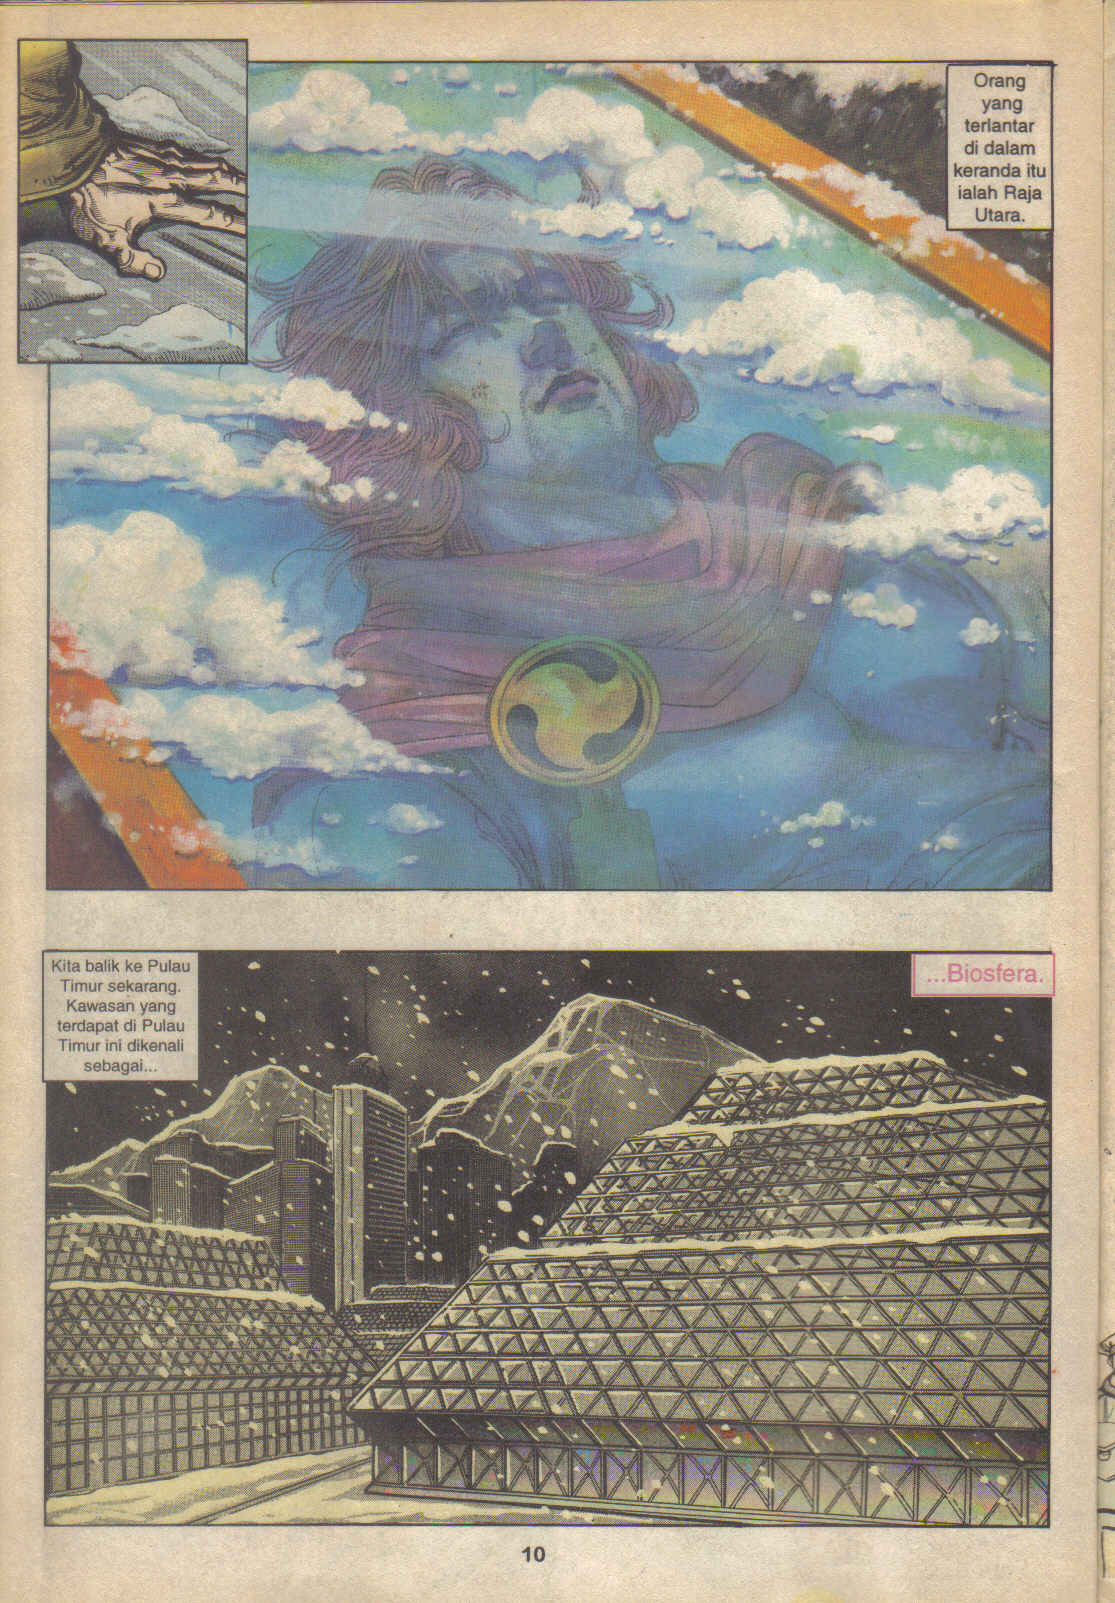 Orang
yang
terlantar
di dalam
keranda itu
ialah Raja
Utara.
Kita balik ke Pulau
Timur sekarang.
Kawasan yang
terdapat di Pulau
Timur ini dikenali
sebagai...
...Biosfera.
10